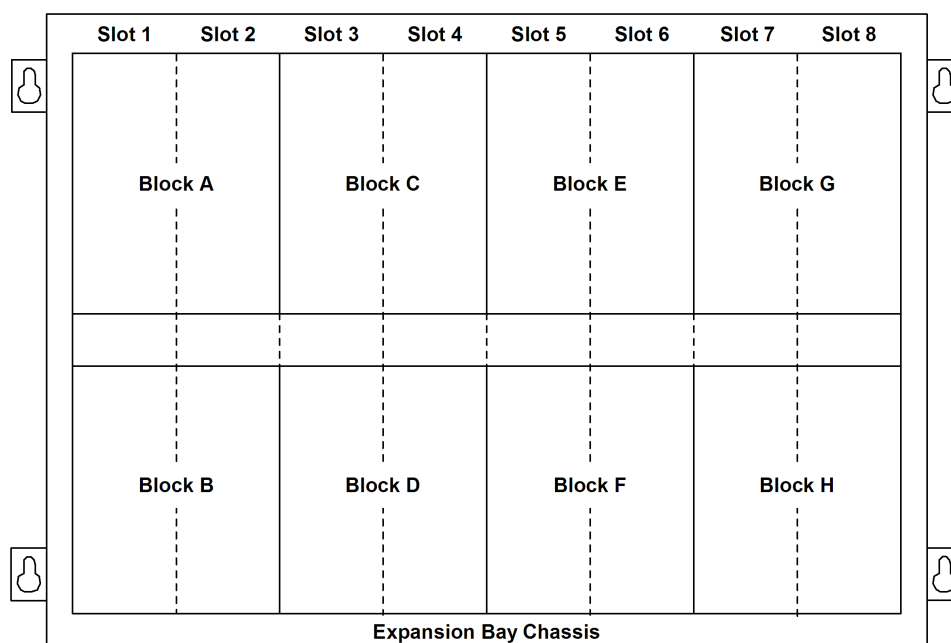 Slot 1 Slot 2 Slot 3 Slot 4 Slot 5 Slot 6 Slot 7 Slot 8
Block A Block C Block E Block G
Block B Block D Block F Block H
Expansion Bay Chassis